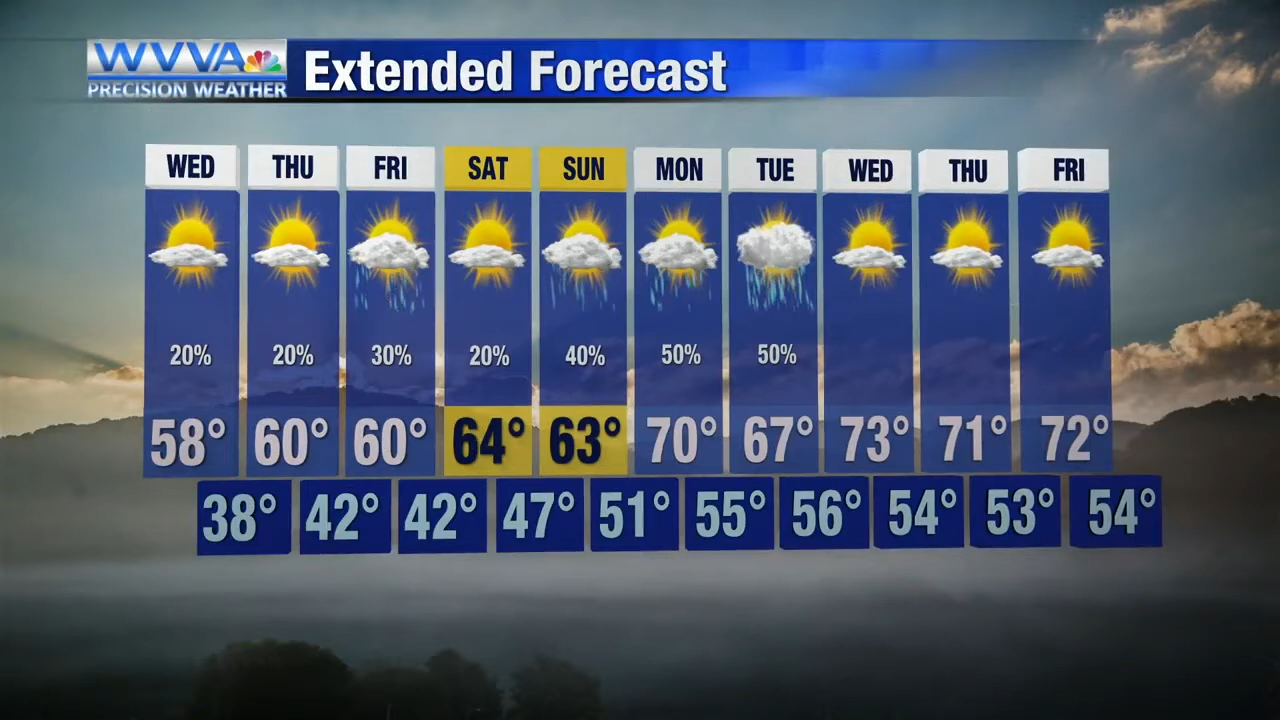 WVVA
PRECISION WEATHER
Extended Forecast
WED THU FRI SAT SUN MON TUE WED THU FRI
20% 20% 30% 20% 40% 50% 50%
58° 60° 60° 64° 63° 70° 67° 73° 71° 72°
38° 42° 42° 47° 51° 55° 56° 54° 53° 54°